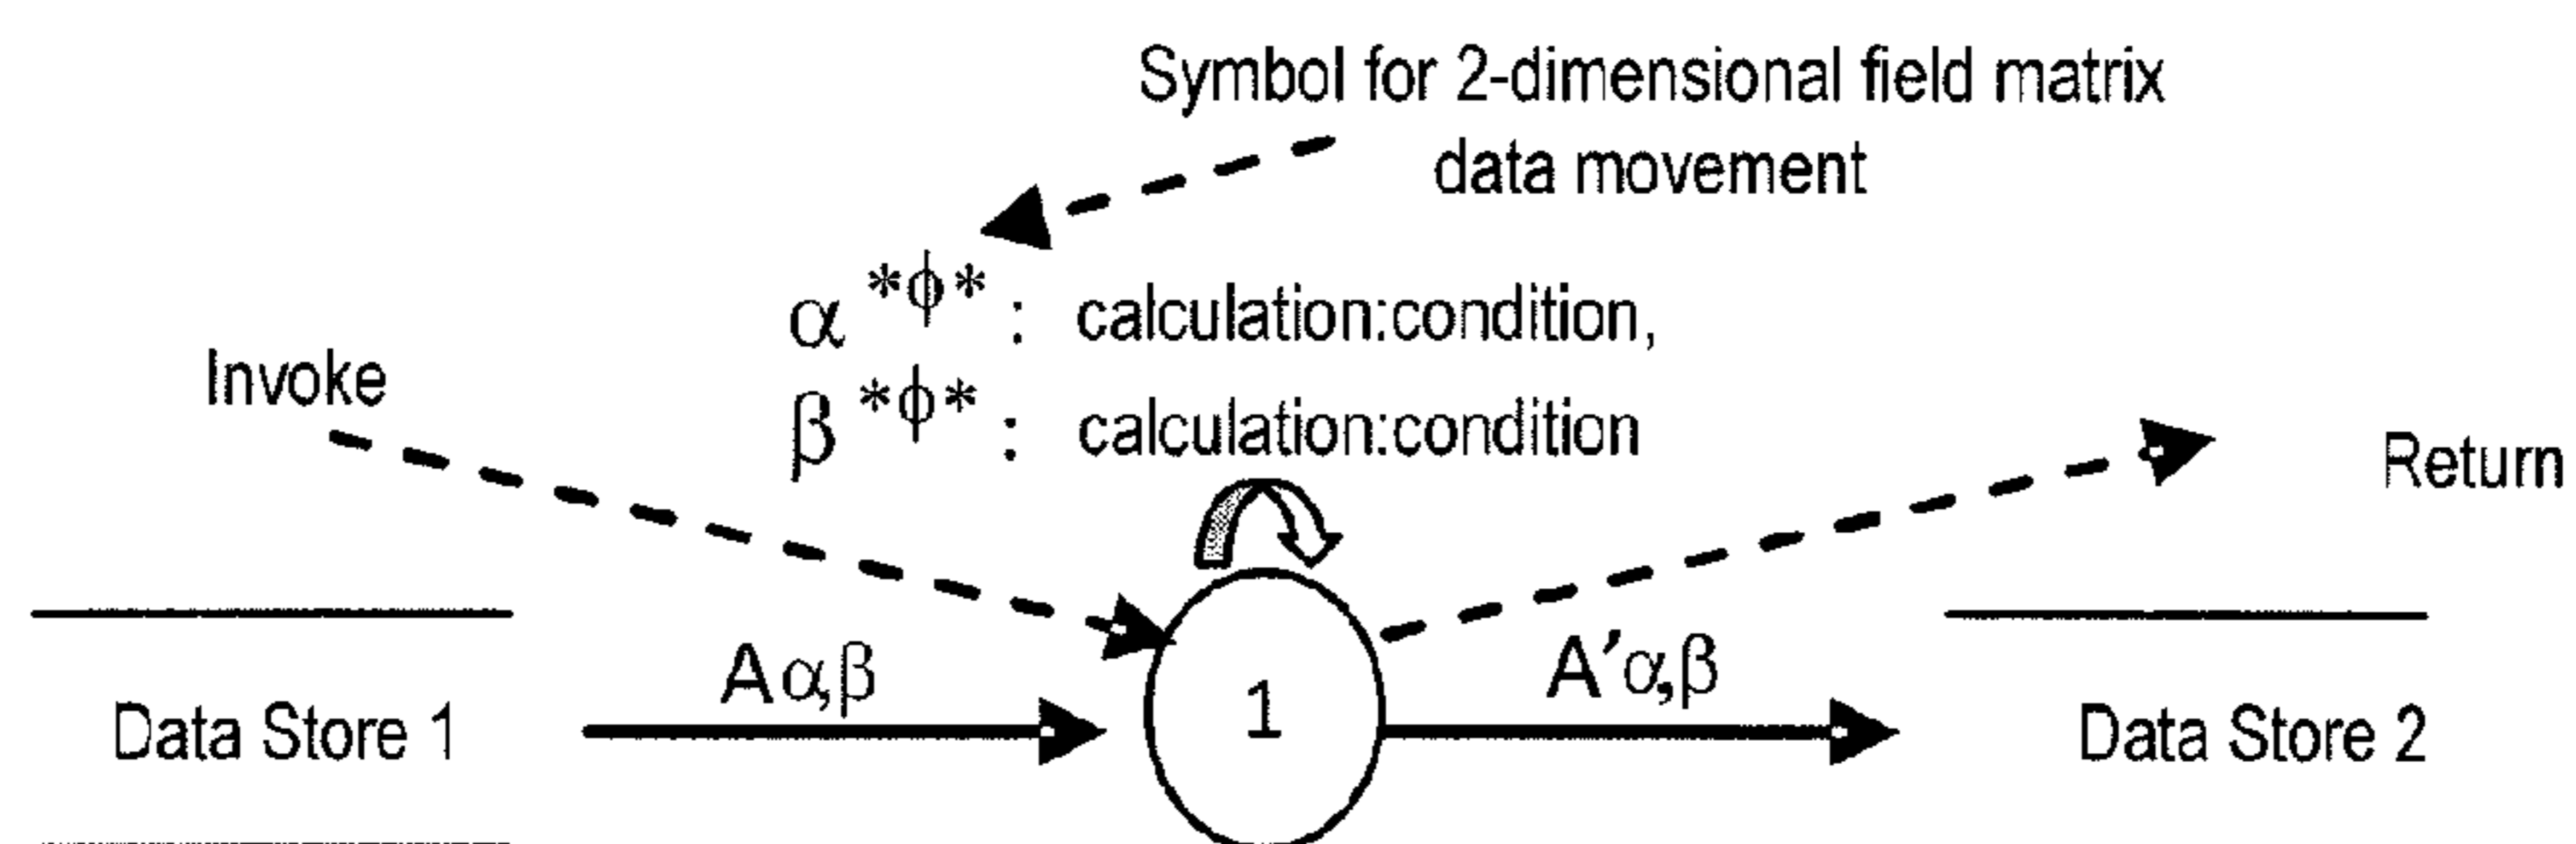 Symbol for 2-dimensional field matrix
data movement
α *ϕ* : calculation:condition,
β *ϕ* : calculation:condition
Invoke
Return
Aα,β
A′α,β
Data Store 1
1
Data Store 2